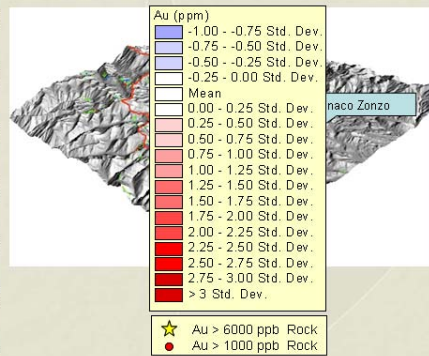 Au (ppm)
-1.00 - -0.75 Std. Dev.
-0.75 - -0.50 Std. Dev.
-0.50 - -0.25 Std. Dev.
-0.25 - 0.00 Std. Dev.
Mean
0.00 - 0.25 Std. Dev.
0.25 - 0.50 Std. Dev.
0.50 - 0.75 Std. Dev.
0.75 - 1.00 Std. Dev.
1.00 - 1.25 Std. Dev.
1.25 - 1.50 Std. Dev.
1.50 - 1.75 Std. Dev.
1.75 - 2.00 Std. Dev.
2.00 - 2.25 Std. Dev.
2.25 - 2.50 Std. Dev.
2.50 - 2.75 Std. Dev.
2.75 - 3.00 Std. Dev.
> 3 Std. Dev.
naco Zonzo
Au > 6000 ppb Rock
Au > 1000 ppb Rock